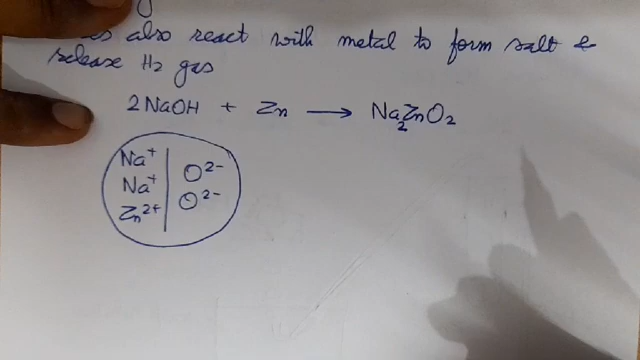 also react with metal to form salt &
release H₂ gas
2NaOH + Zn → Na₂ZnO₂
Na⁺ O²⁻
Na⁺ O²⁻
Zn²⁺